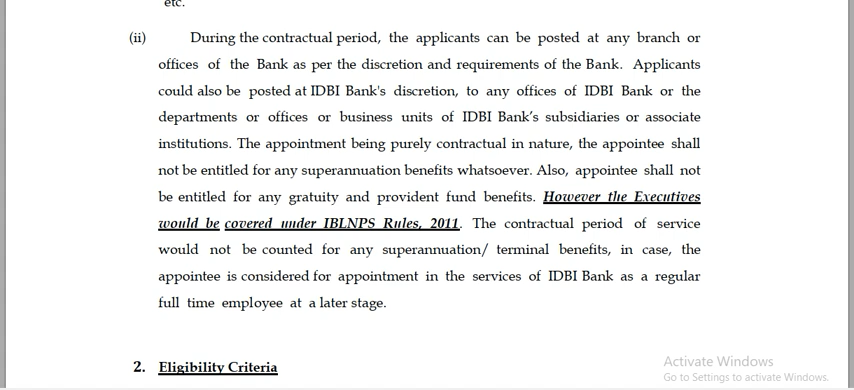 etc.
(ii) During the contractual period, the applicants can be posted at any branch or
offices of the Bank as per the discretion and requirements of the Bank. Applicants
could also be posted at IDBI Bank's discretion, to any offices of IDBI Bank or the
departments or offices or business units of IDBI Bank’s subsidiaries or associate
institutions. The appointment being purely contractual in nature, the appointee shall
not be entitled for any superannuation benefits whatsoever. Also, appointee shall not
be entitled for any gratuity and provident fund benefits. However the Executives
would be covered under IBLNPS Rules, 2011. The contractual period of service
would not be counted for any superannuation/ terminal benefits, in case, the
appointee is considered for appointment in the services of IDBI Bank as a regular
full time employee at a later stage.
2. Eligibility Criteria
Activate Windows
Go to Settings to activate Windows.